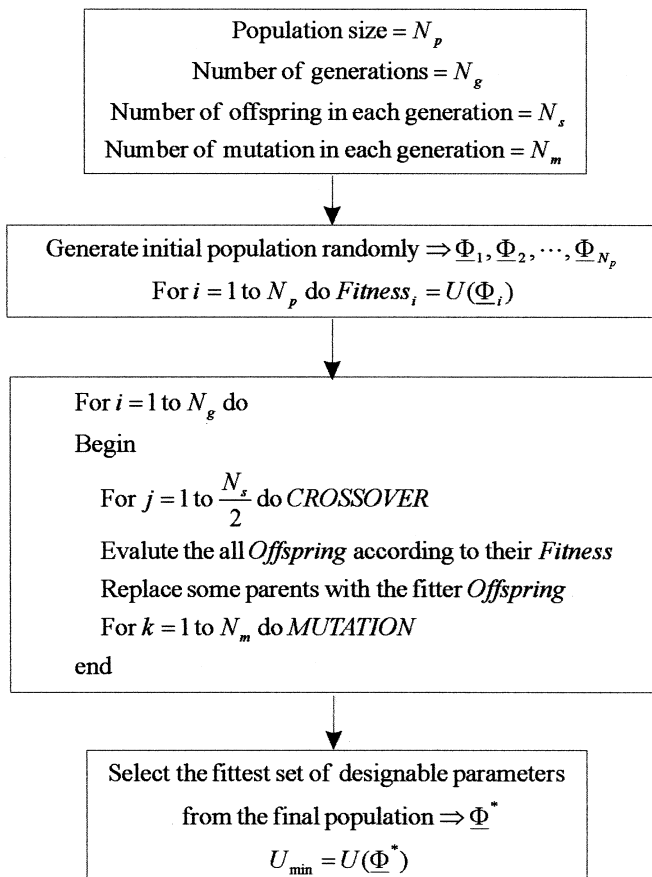 Population size = N_p
Number of generations = N_g
Number of offspring in each generation = N_s
Number of mutation in each generation = N_m
Generate initial population randomly ⇒ Φ_1, Φ_2, ⋯, Φ_{N_p}
For i = 1 to N_p do Fitness_i = U(Φ_i)
For i = 1 to N_g do
Begin
For j = 1 to N_s/2 do CROSSOVER
Evalute the all Offspring according to their Fitness
Replace some parents with the fitter Offspring
For k = 1 to N_m do MUTATION
end
Select the fittest set of designable parameters
from the final population ⇒ Φ^*
U_min = U(Φ^*)